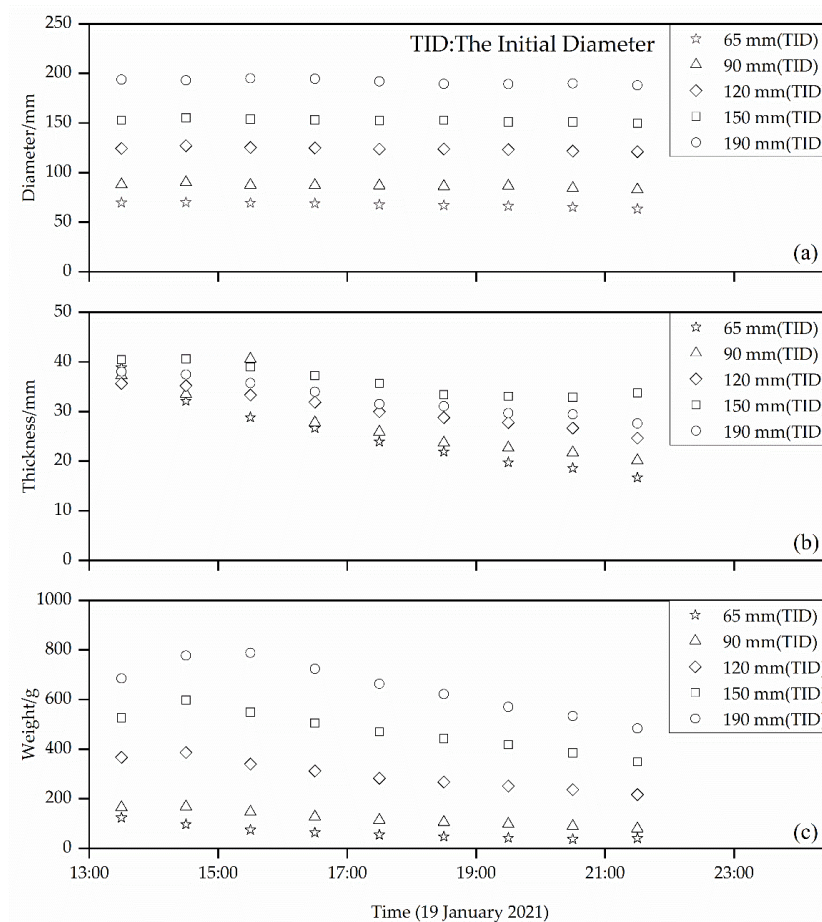 TID:The Initial Diameter
65 mm(TID)
90 mm(TID)
120 mm(TID)
150 mm(TID)
190 mm(TID)
250
200
150
100
50
0
Diameter/mm
(a)
65 mm(TID)
90 mm(TID)
120 mm(TID)
150 mm(TID)
190 mm(TID)
50
40
30
20
10
0
Thickness/mm
(b)
65 mm(TID)
90 mm(TID)
120 mm(TID)
150 mm(TID)
190 mm(TID)
1000
800
600
400
200
0
Weight/g
(c)
13:00 15:00 17:00 19:00 21:00 23:00
Time (19 January 2021)